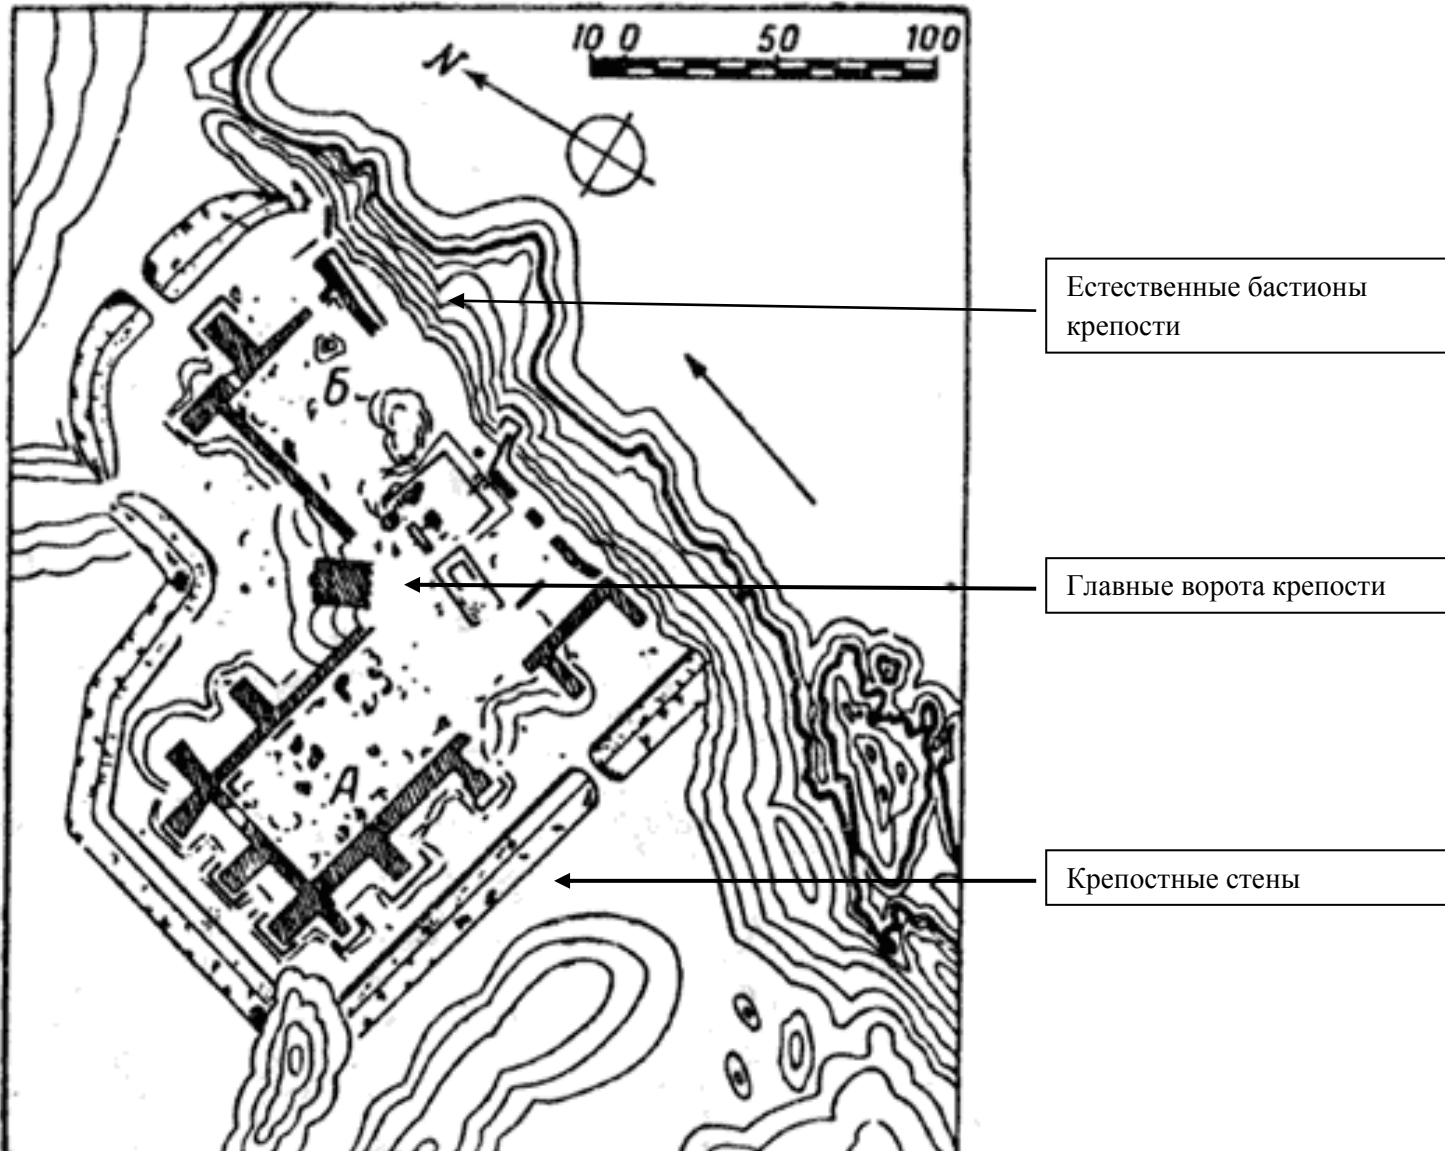 10 0 50 100
N
Естественные бастионы
крепости
Б
Главные ворота крепости
А
Крепостные стены